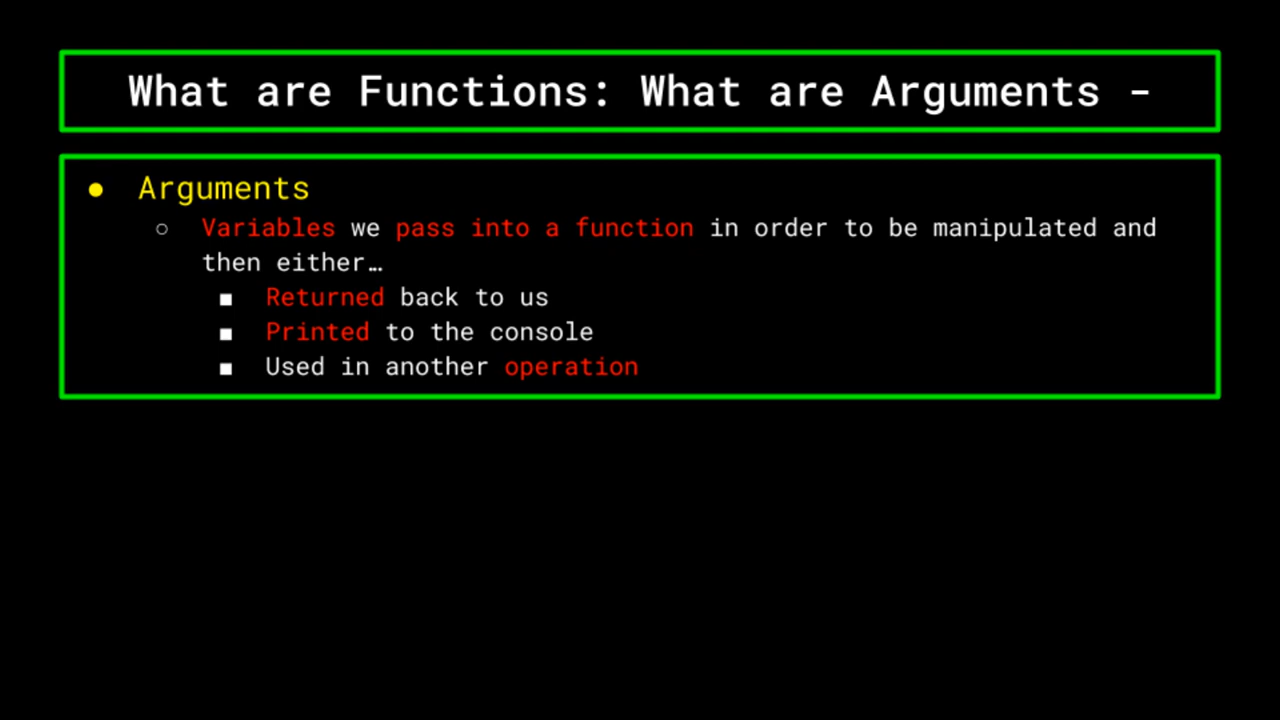 What are Functions: What are Arguments -
● Arguments
○ Variables we pass into a function in order to be manipulated and
then either…
■ Returned back to us
■ Printed to the console
■ Used in another operation